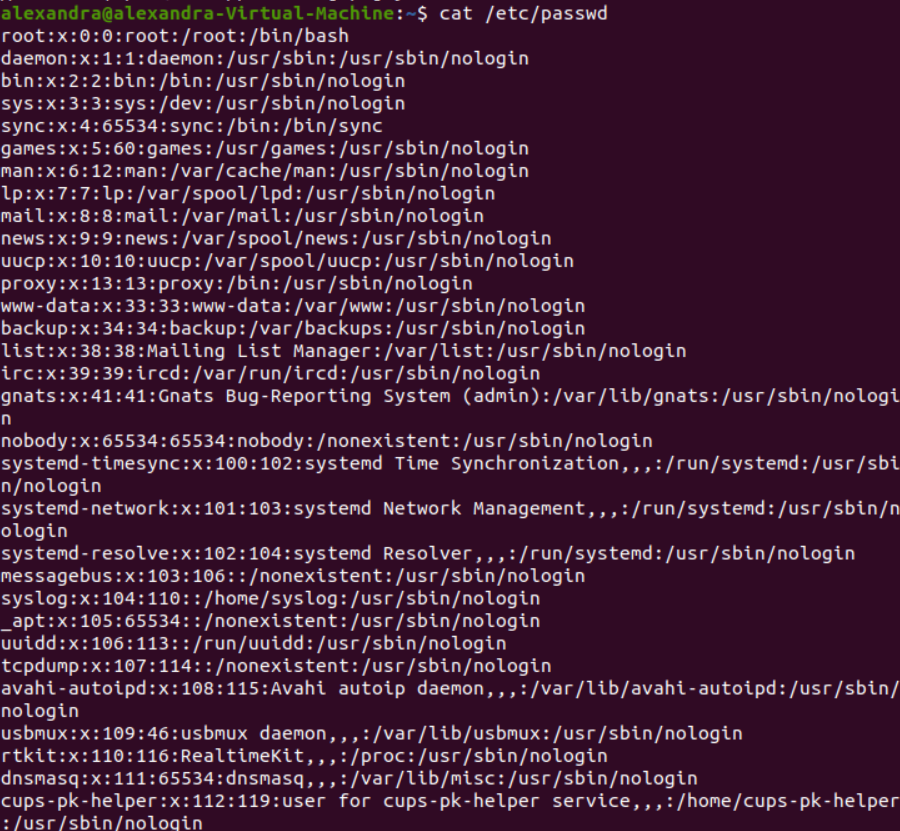 alexandra@alexandra-Virtual-Machine:~$ cat /etc/passwd
root:x:0:0:root:/root:/bin/bash
daemon:x:1:1:daemon:/usr/sbin:/usr/sbin/nologin
bin:x:2:2:bin:/bin:/usr/sbin/nologin
sys:x:3:3:sys:/dev:/usr/sbin/nologin
sync:x:4:65534:sync:/bin:/bin/sync
games:x:5:60:games:/usr/games:/usr/sbin/nologin
man:x:6:12:man:/var/cache/man:/usr/sbin/nologin
lp:x:7:7:lp:/var/spool/lpd:/usr/sbin/nologin
mail:x:8:8:mail:/var/mail:/usr/sbin/nologin
news:x:9:9:news:/var/spool/news:/usr/sbin/nologin
uucp:x:10:10:uucp:/var/spool/uucp:/usr/sbin/nologin
proxy:x:13:13:proxy:/bin:/usr/sbin/nologin
www-data:x:33:33:www-data:/var/www:/usr/sbin/nologin
backup:x:34:34:backup:/var/backups:/usr/sbin/nologin
list:x:38:38:Mailing List Manager:/var/list:/usr/sbin/nologin
irc:x:39:39:ircd:/var/run/ircd:/usr/sbin/nologin
gnats:x:41:41:Gnats Bug-Reporting System (admin):/var/lib/gnats:/usr/sbin/nologi
n
nobody:x:65534:65534:nobody:/nonexistent:/usr/sbin/nologin
systemd-timesync:x:100:102:systemd Time Synchronization,,,:/run/systemd:/usr/sbi
n/nologin
systemd-network:x:101:103:systemd Network Management,,,:/run/systemd:/usr/sbin/n
ologin
systemd-resolve:x:102:104:systemd Resolver,,,:/run/systemd:/usr/sbin/nologin
messagebus:x:103:106::/nonexistent:/usr/sbin/nologin
syslog:x:104:110::/home/syslog:/usr/sbin/nologin
_apt:x:105:65534::/nonexistent:/usr/sbin/nologin
uuidd:x:106:113::/run/uuidd:/usr/sbin/nologin
tcpdump:x:107:114::/nonexistent:/usr/sbin/nologin
avahi-autoipd:x:108:115:Avahi autoip daemon,,,:/var/lib/avahi-autoipd:/usr/sbin/
nologin
usbmux:x:109:46:usbmux daemon,,,:/var/lib/usbmux:/usr/sbin/nologin
rtkit:x:110:116:RealtimeKit,,,:/proc:/usr/sbin/nologin
dnsmasq:x:111:65534:dnsmasq,,,:/var/lib/misc:/usr/sbin/nologin
cups-pk-helper:x:112:119:user for cups-pk-helper service,,,:/home/cups-pk-helper
:/usr/sbin/nologin